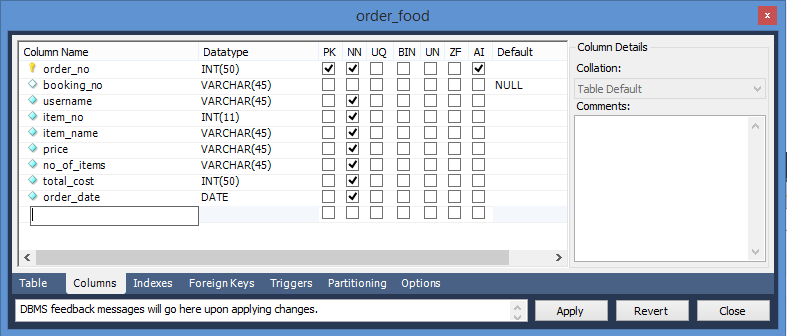 order_food
Column Name Datatype PK NN UQ BIN UN ZF AI Default
order_no INT(50)
booking_no VARCHAR(45) NULL
username VARCHAR(45)
item_no INT(11)
item_name VARCHAR(45)
price VARCHAR(45)
no_of_items VARCHAR(45)
total_cost INT(50)
order_date DATE
Column Details
Collation:
Table Default
Comments:
Table Columns Indexes Foreign Keys Triggers Partitioning Options
DBMS feedback messages will go here upon applying changes.
Apply Revert Close